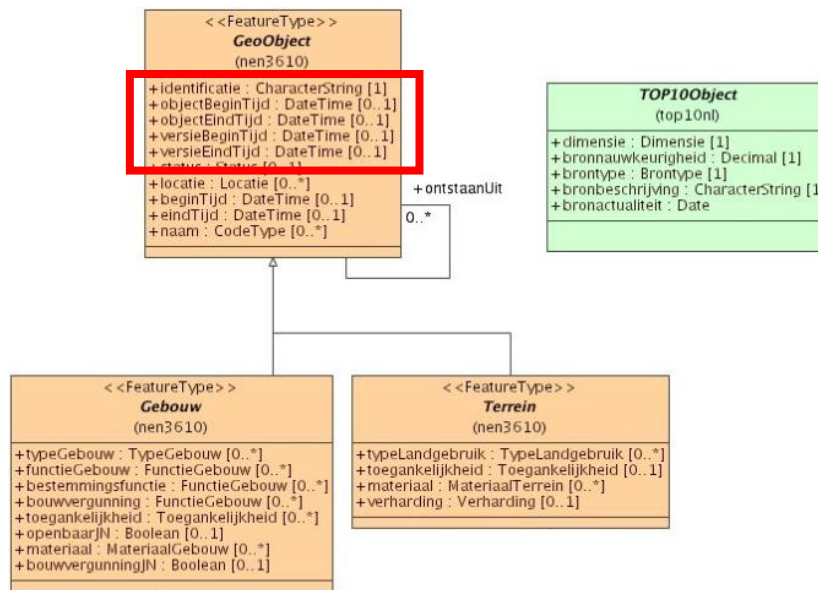 < <FeatureType> >
GeoObject
(nen3610)
+identificatie : CharacterString [1]
+objectBeginTijd : DateTime [0..1]
+objectEindTijd : DateTime [0..1]
+versieBeginTijd : DateTime [0..1]
+versieEindTijd : DateTime [0..1]
+status : Status [0..1]
+locatie : Locatie [0..*]
+beginTijd : DateTime [0..1]
+eindTijd : DateTime [0..1]
+naam : CodeType [0..*]
+ontstaanUit
0..*
TOP10Object
(top10nl)
+dimensie : Dimensie [1]
+bronnauwkeurigheid : Decimal [1]
+brontype : Brontype [1]
+bronbeschrijving : CharacterString [1
+bronactualiteit : Date
< <FeatureType> >
Gebouw
(nen3610)
+typeGebouw : TypeGebouw [0..*]
+functieGebouw : FunctieGebouw [0..*]
+bestemmingsfunctie : FunctieGebouw [0..*]
+bouwvergunning : FunctieGebouw [0..*]
+toegankelijkheid : Toegankelijkheid [0..*]
+openbaarJN : Boolean [0..1]
+materiaal : MateriaalGebouw [0..*]
+bouwvergunningJN : Boolean [0..1]
< <FeatureType> >
Terrein
(nen3610)
+typeLandgebruik : TypeLandgebruik [0..*]
+toegankelijkheid : Toegankelijkheid [0..1]
+materiaal : MateriaalTerrein [0..*]
+verharding : Verharding [0..1]